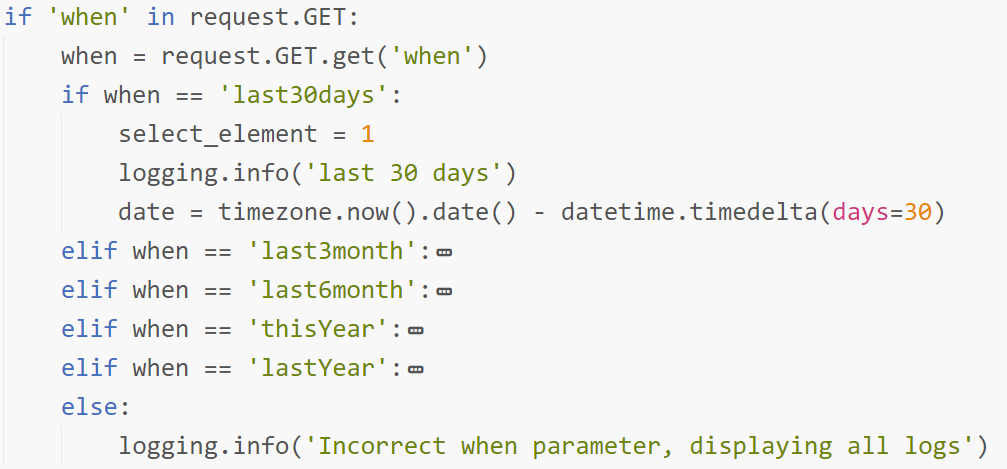 if 'when' in request.GET:
    when = request.GET.get('when')
    if when == 'last30days':
        select_element = 1
        logging.info('last 30 days')
        date = timezone.now().date() - datetime.timedelta(days=30)
    elif when == 'last3month':
    elif when == 'last6month':
    elif when == 'thisYear':
    elif when == 'lastYear':
    else:
        logging.info('Incorrect when parameter, displaying all logs')